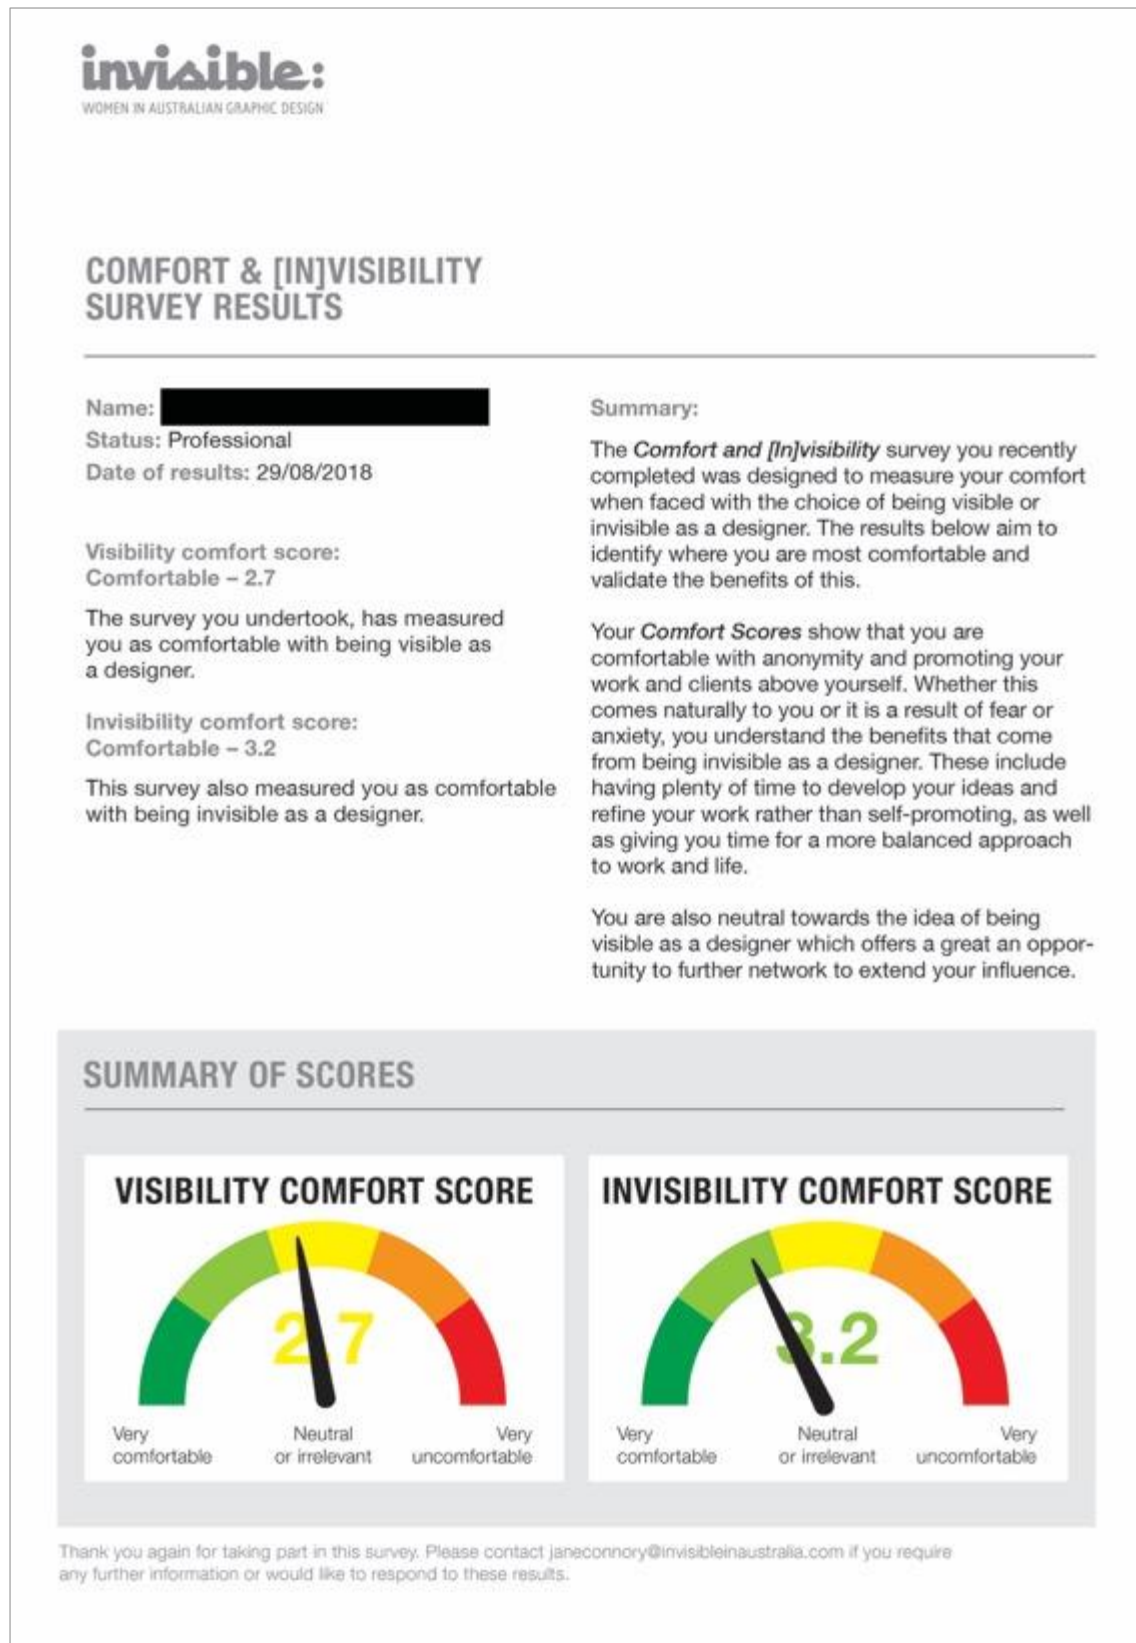 invisible:
WOMEN IN AUSTRALIAN GRAPHIC DESIGN
COMFORT & [IN]VISIBILITY
SURVEY RESULTS
Name:
Status: Professional
Date of results: 29/08/2018
Visibility comfort score:
Comfortable – 2.7
The survey you undertook, has measured
you as comfortable with being visible as
a designer.
Invisibility comfort score:
Comfortable – 3.2
This survey also measured you as comfortable
with being invisible as a designer.
Summary:
The Comfort and [In]visibility survey you recently
completed was designed to measure your comfort
when faced with the choice of being visible or
invisible as a designer. The results below aim to
identify where you are most comfortable and
validate the benefits of this.
Your Comfort Scores show that you are
comfortable with anonymity and promoting your
work and clients above yourself. Whether this
comes naturally to you or it is a result of fear or
anxiety, you understand the benefits that come
from being invisible as a designer. These include
having plenty of time to develop your ideas and
refine your work rather than self-promoting, as well
as giving you time for a more balanced approach
to work and life.
You are also neutral towards the idea of being
visible as a designer which offers a great an oppor-
tunity to further network to extend your influence.
SUMMARY OF SCORES
VISIBILITY COMFORT SCORE
2.7
Very
comfortable
Neutral
or irrelevant
Very
uncomfortable
INVISIBILITY COMFORT SCORE
3.2
Very
comfortable
Neutral
or irrelevant
Very
uncomfortable
Thank you again for taking part in this survey. Please contact janeconnory@invisibleinaustralia.com if you require
any further information or would like to respond to these results.